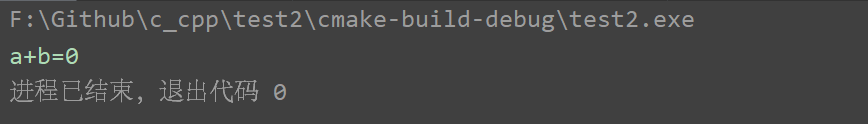 F:\Github\c_cpp\test2\cmake-build-debug\test2.exe
a+b=0
进程已结束，退出代码 0